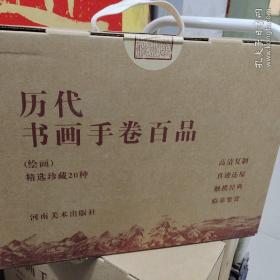 历代
书画手卷百品
(绘画)
精选珍藏20种
高清复制
真迹还原
触摸经典
临摹鉴赏
河南美术出版社